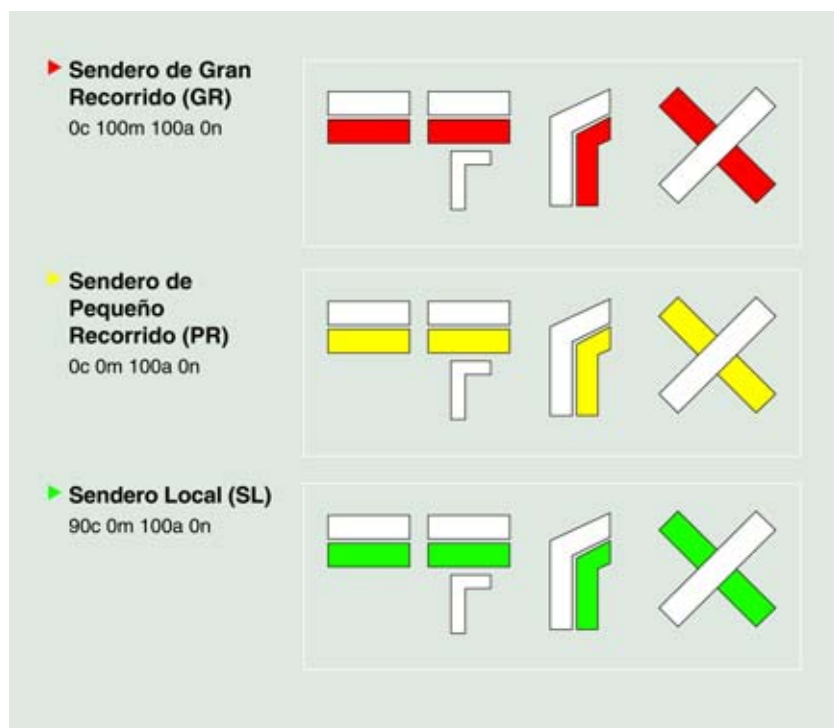 Sendero de Gran
Recorrido (GR)
0c 100m 100a 0n
Sendero de
Pequeño
Recorrido (PR)
0c 0m 100a 0n
Sendero Local (SL)
90c 0m 100a 0n